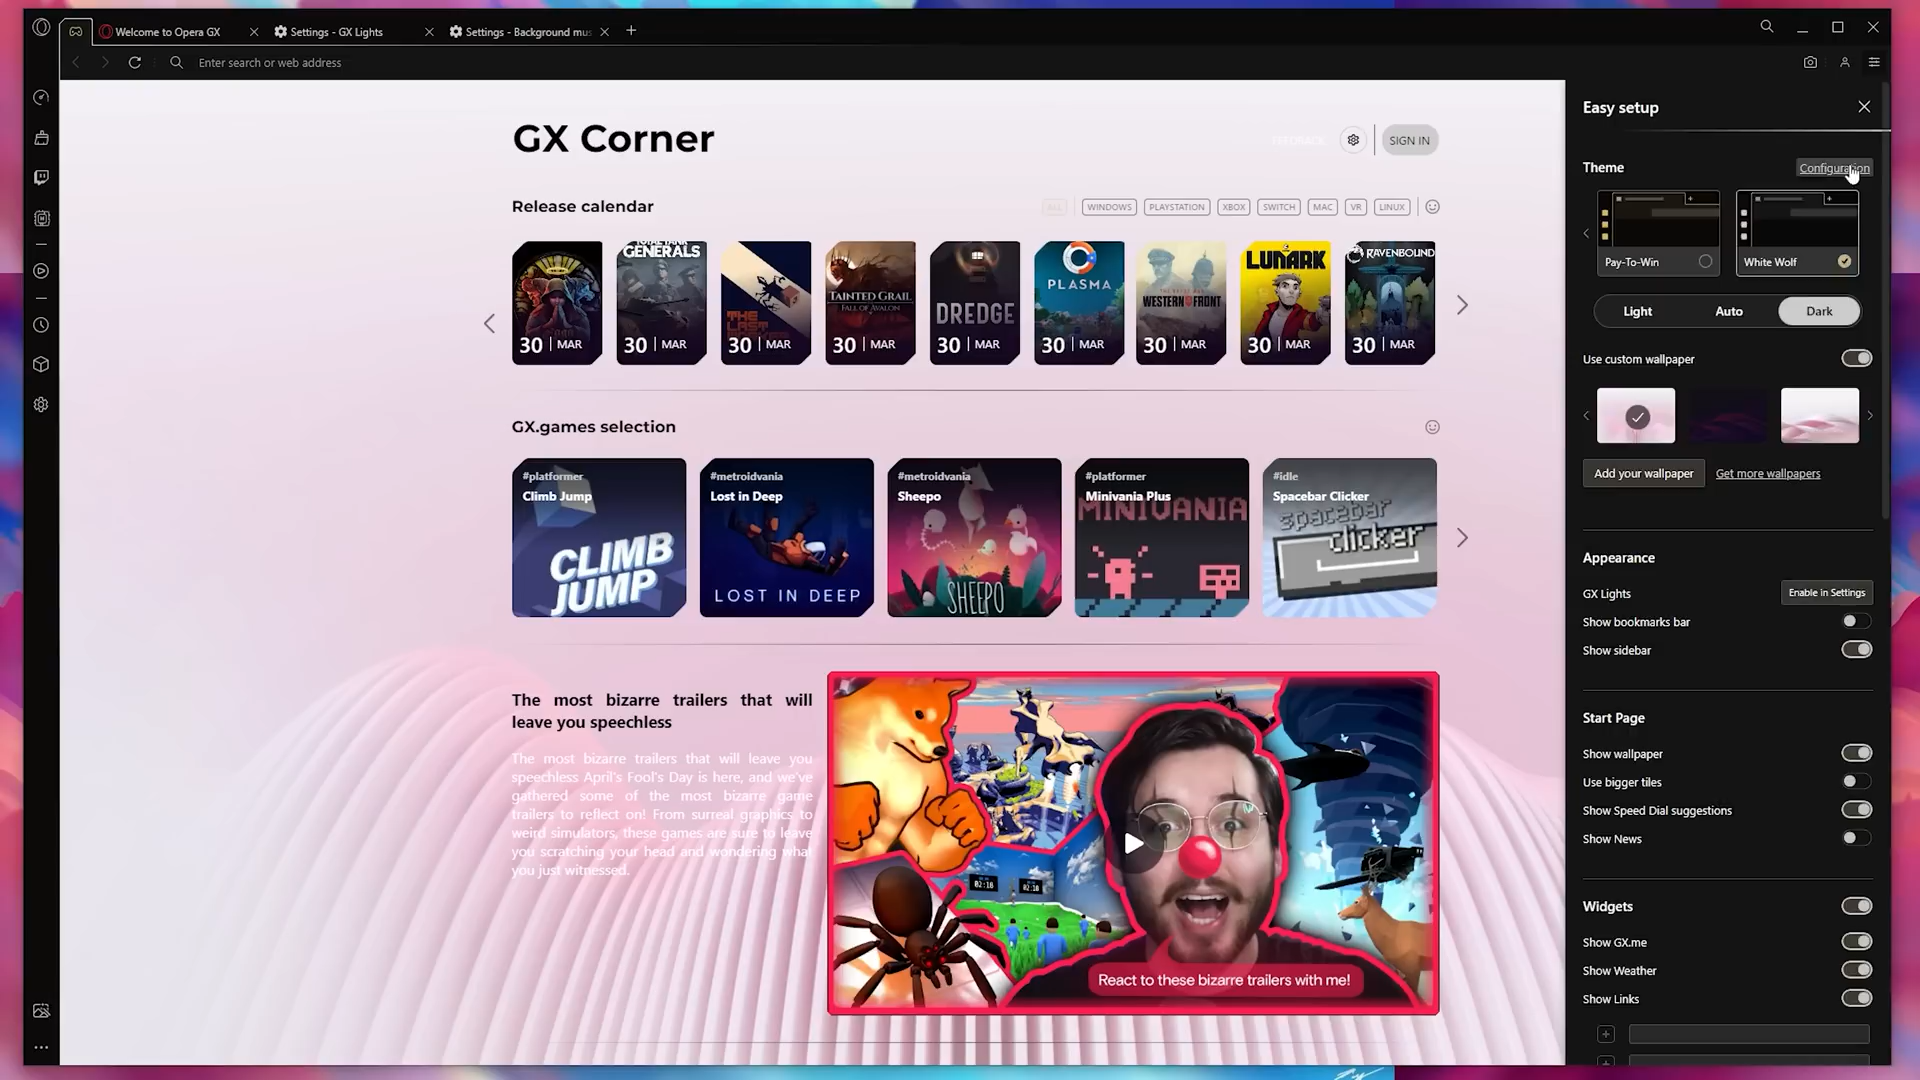 Welcome to Opera GX
Settings - GX Lights
Settings - Background mus
Enter search or web address
GX Corner
FEEDBACK
SIGN IN
Release calendar
ALL
WINDOWS
PLAYSTATION
XBOX
SWITCH
MAC
VR
LINUX
GENERALS
TAINTED GRAIL
FALL OF AVALON
DREDGE
PLASMA
WESTERN FRONT
LUNARK
RAVENBOUND
30 | MAR
30 | MAR
30 | MAR
30 | MAR
30 | MAR
30 | MAR
30 | MAR
30 | MAR
30 | MAR
GX.games selection
#platformer
Climb Jump
CLIMB
JUMP
#metroidvania
Lost in Deep
LOST IN DEEP
#metroidvania
Sheepo
SHEEPO
#platformer
Minivania Plus
MINIVANIA
#idle
Spacebar Clicker
spacebar
clicker
The most bizarre trailers that will
leave you speechless
The most bizarre trailers that will leave you
speechless April's Fool's Day is here, and we've
gathered some of the most bizarre game
trailers to reflect on! From surreal graphics to
weird simulators, these games are sure to leave
you scratching your head and wondering what
you just witnessed.
02:18
02:18
React to these bizarre trailers with me!
Easy setup
Theme
Configuration
Pay-To-Win
White Wolf
Light
Auto
Dark
Use custom wallpaper
Add your wallpaper
Get more wallpapers
Appearance
GX Lights
Enable in Settings
Show bookmarks bar
Show sidebar
Start Page
Show wallpaper
Use bigger tiles
Show Speed Dial suggestions
Show News
Widgets
Show GX.me
Show Weather
Show Links